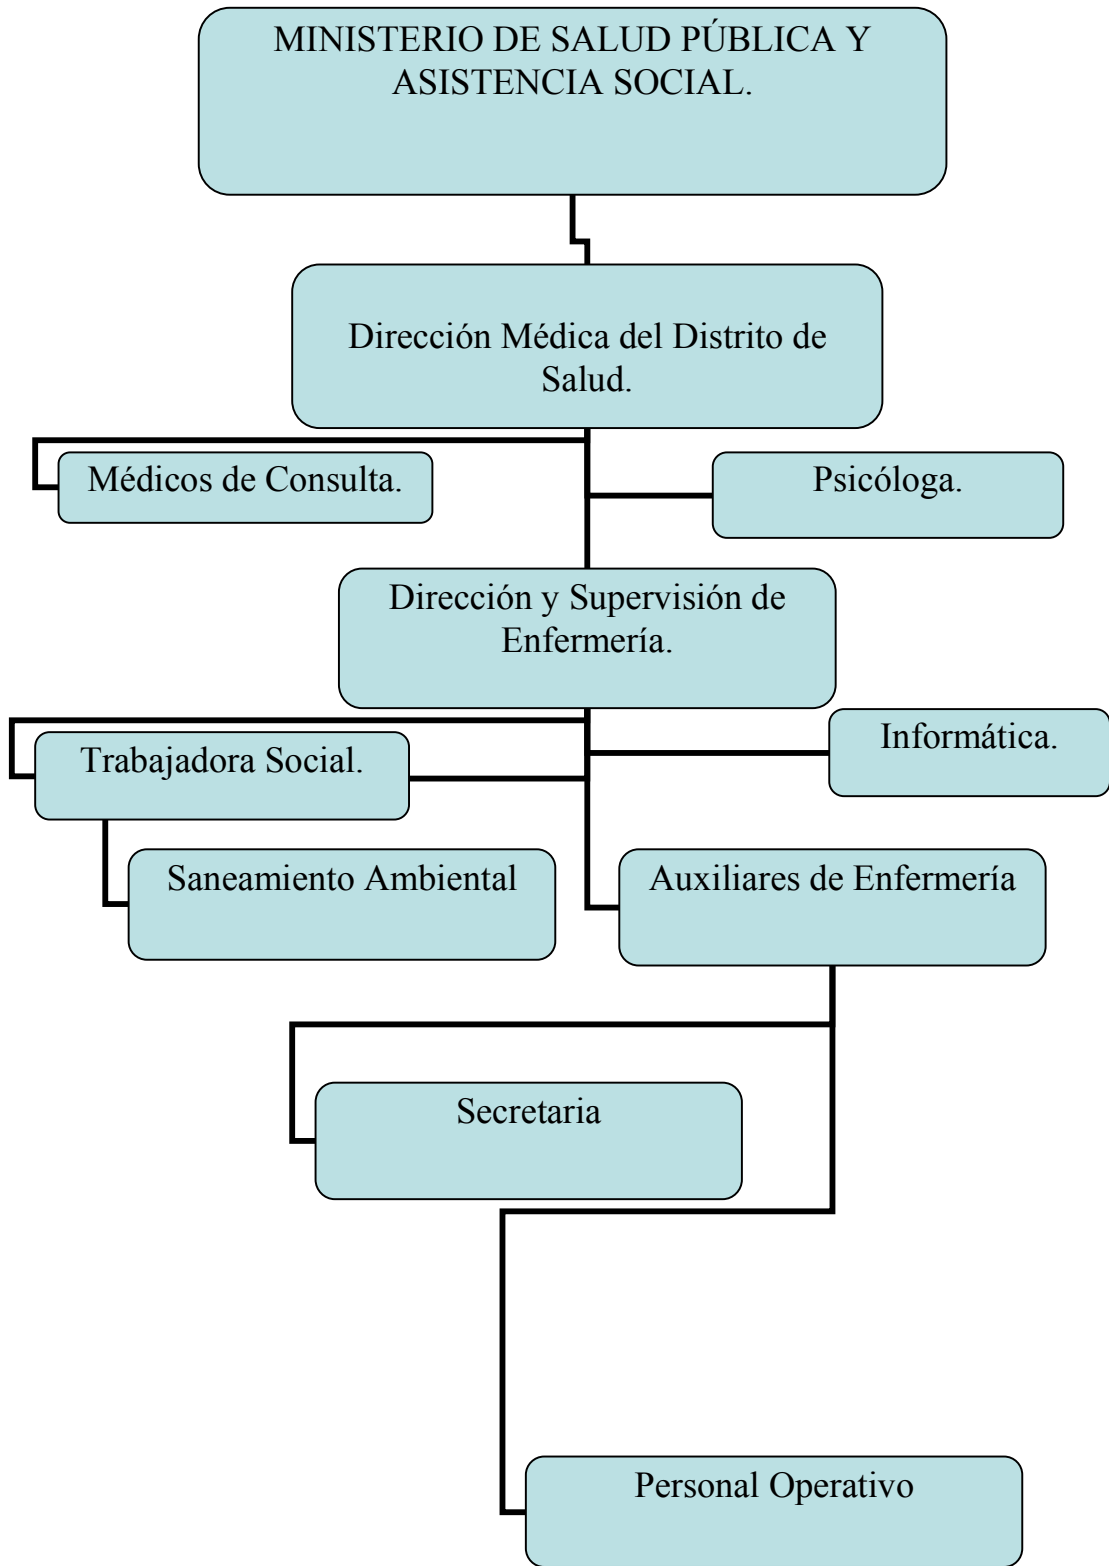 MINISTERIO DE SALUD PÚBLICA Y
ASISTENCIA SOCIAL.
Dirección Médica del Distrito de
Salud.
Médicos de Consulta.
Psicóloga.
Dirección y Supervisión de
Enfermería.
Trabajadora Social.
Informática.
Saneamiento Ambiental
Auxiliares de Enfermería
Secretaria
Personal Operativo